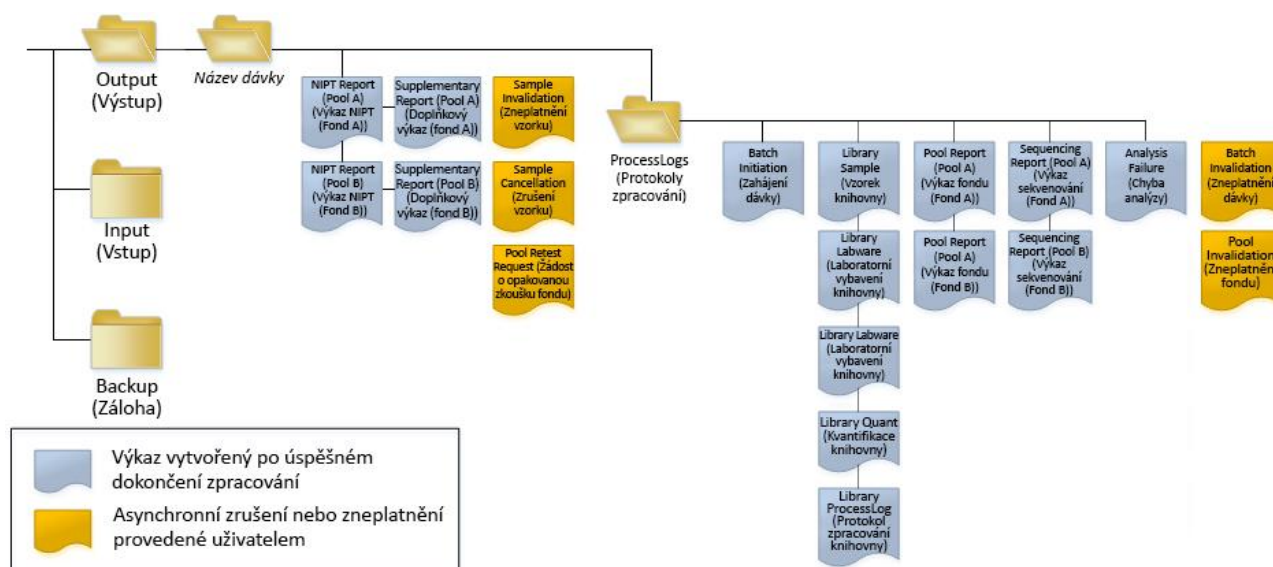 Output
(Výstup)
Název dávky
Input
(Vstup)
Backup
(Záloha)
NIPT Report
(Pool A)
(Výkaz NIPT
(Fond A))
Supplementary
Report (Pool A)
(Doplňkový
výkaz (fond A))
Sample
Invalidation
(Zneplatnění
vzorku)
NIPT Report
(Pool B)
(Výkaz NIPT
(Fond B))
Supplementary
Report (Pool B)
(Doplňkový
výkaz (fond B))
Sample
Cancellation
(Zrušení
vzorku)
Pool Retest
Request (Žádost
o opakovanou
zkoušku fondu)
ProcessLogs
(Protokoly
zpracování)
Batch
Initiation
(Zahájení
dávky)
Library
Sample
(Vzorek
knihovny)
Pool Report
(Pool A)
(Výkaz fondu
(Fond A))
Sequencing
Report (Pool A)
(Výkaz
sekvenování
(Fond A))
Analysis
Failure
(Chyba
analýzy)
Batch
Invalidation
(Zneplatnění
dávky)
Library
Labware
(Laboratorní
vybavení
knihovny)
Pool Report
(Pool A)
(Výkaz fondu
(Fond B))
Sequencing
Report (Pool B)
(Výkaz
sekvenování
(Fond B))
Pool
Invalidation
(Zneplatnění
fondu)
Library Labware
(Laboratorní
vybavení
knihovny)
Library Quant
(Kvantifikace
knihovny)
Library
ProcessLog
(Protokol
zpracování
knihovny)
Výkaz vytvořený po úspěšném
dokončení zpracování
Asynchronní zrušení nebo zneplatnění
provedené uživatelem